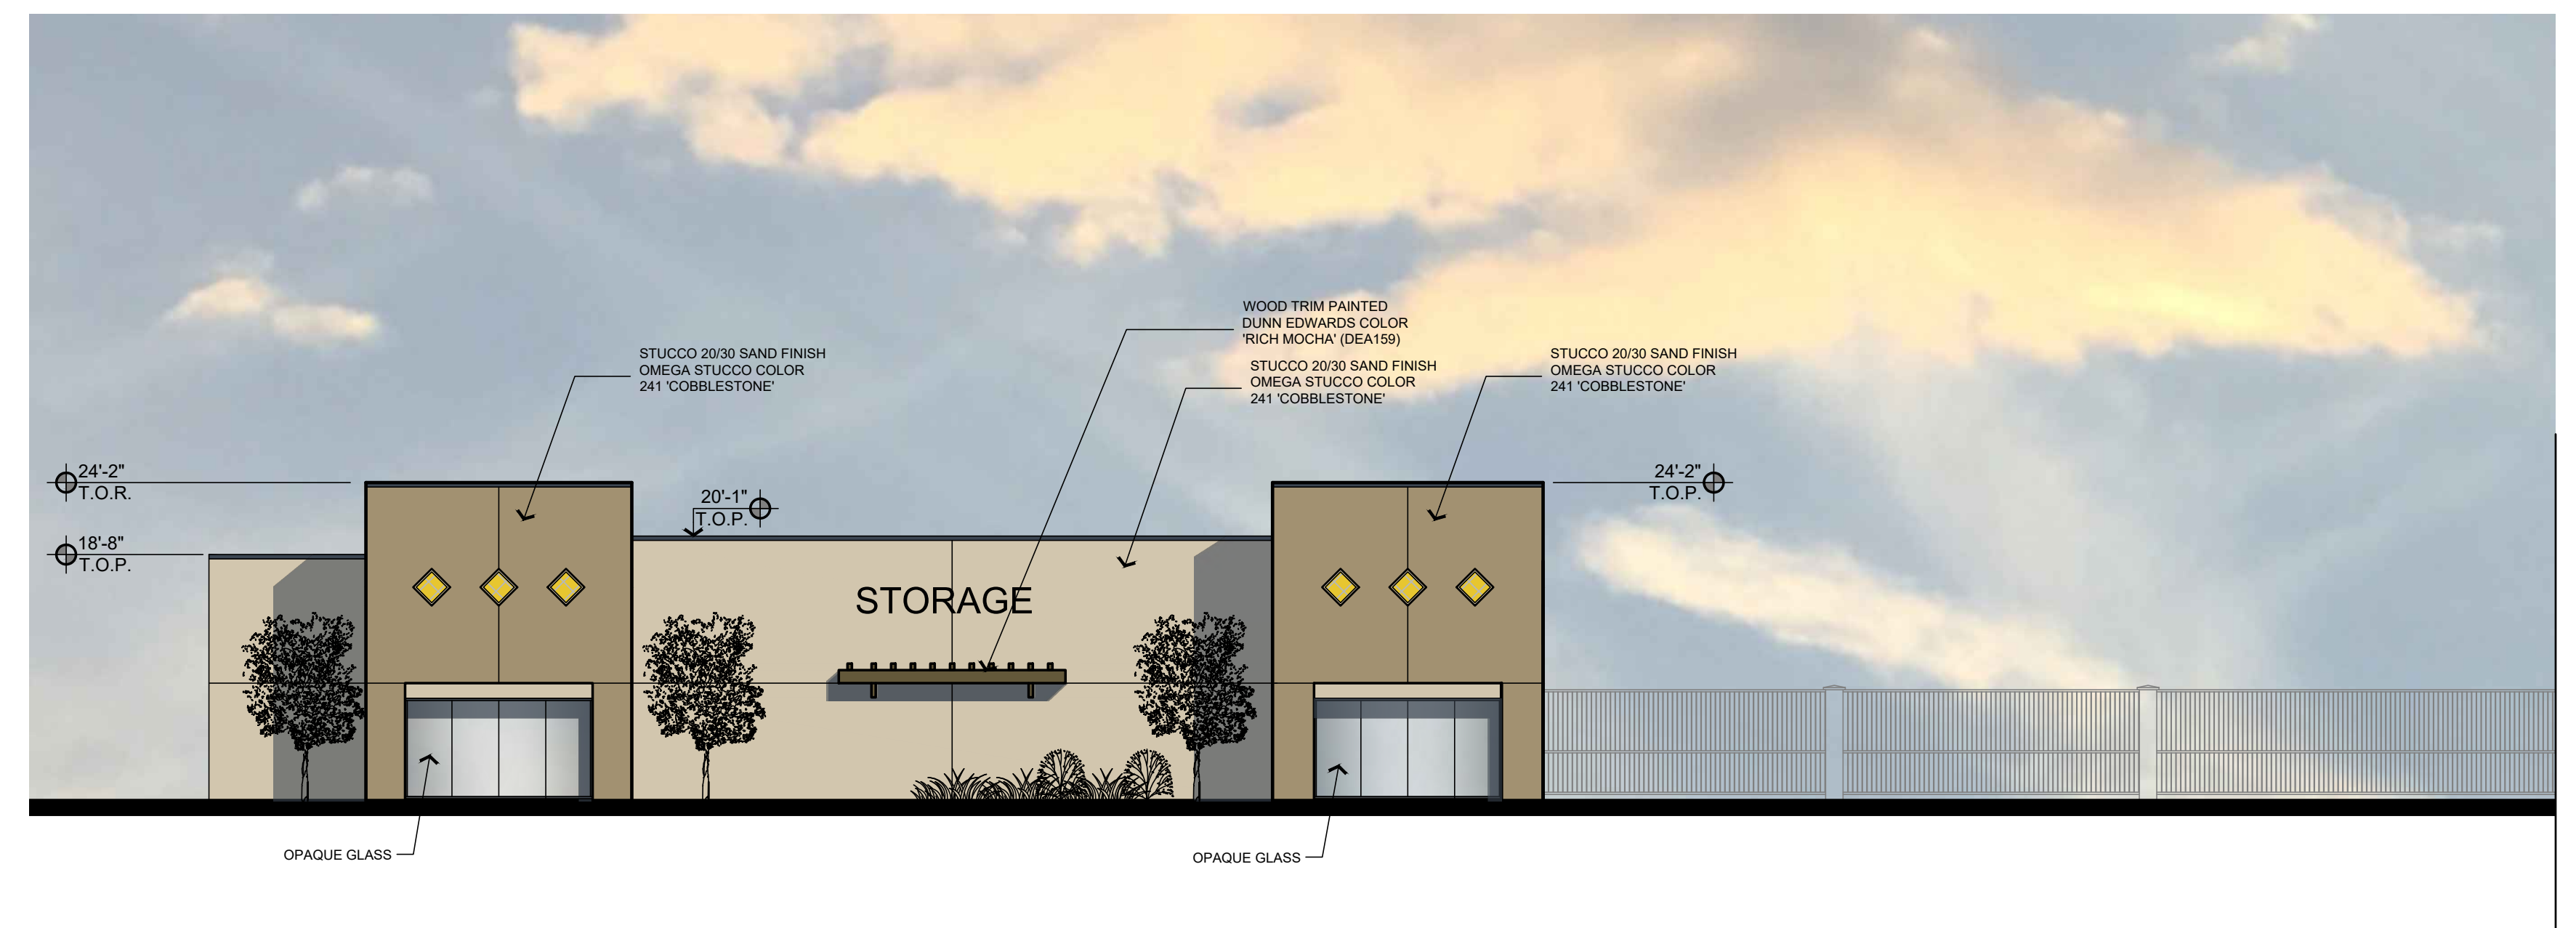 WOOD TRIM PAINTED
DUNN EDWARDS COLOR
'RICH MOCHA' (DEA159)
STUCCO 20/30 SAND FINISH
OMEGA STUCCO COLOR
241 'COBBLESTONE'
STUCCO 20/30 SAND FINISH
OMEGA STUCCO COLOR
241 'COBBLESTONE'
STUCCO 20/30 SAND FINISH
OMEGA STUCCO COLOR
241 'COBBLESTONE'
24'-2"
T.O.R.
20'-1"
T.O.P.
24'-2"
T.O.P.
18'-8"
T.O.P.
STORAGE
OPAQUE GLASS
OPAQUE GLASS